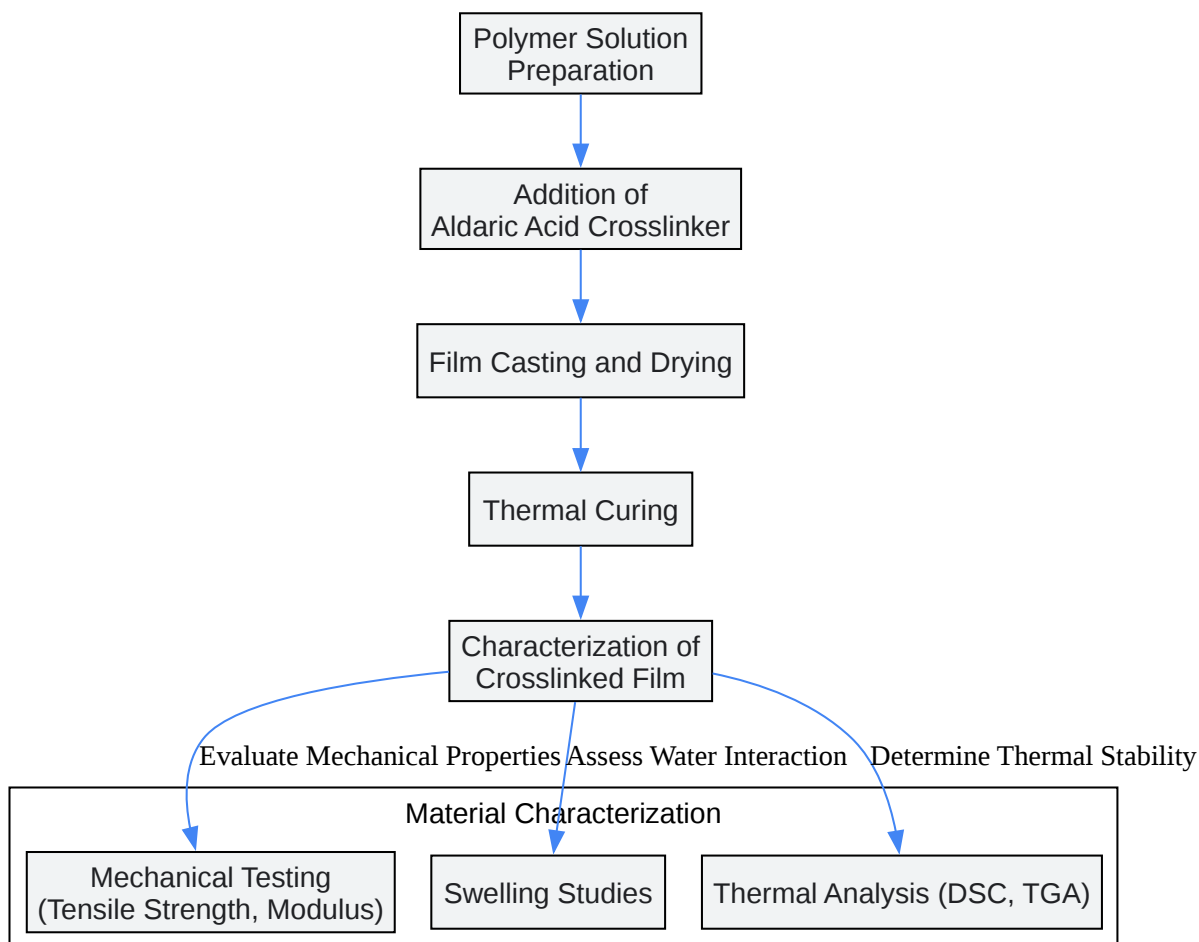 Polymer Solution
Preparation
Addition of
Aldaric Acid Crosslinker
Film Casting and Drying
Thermal Curing
Characterization of
Crosslinked Film
Evaluate Mechanical Properties
Assess Water Interaction
Determine Thermal Stability
Material Characterization
Mechanical Testing
(Tensile Strength, Modulus)
Swelling Studies
Thermal Analysis (DSC, TGA)